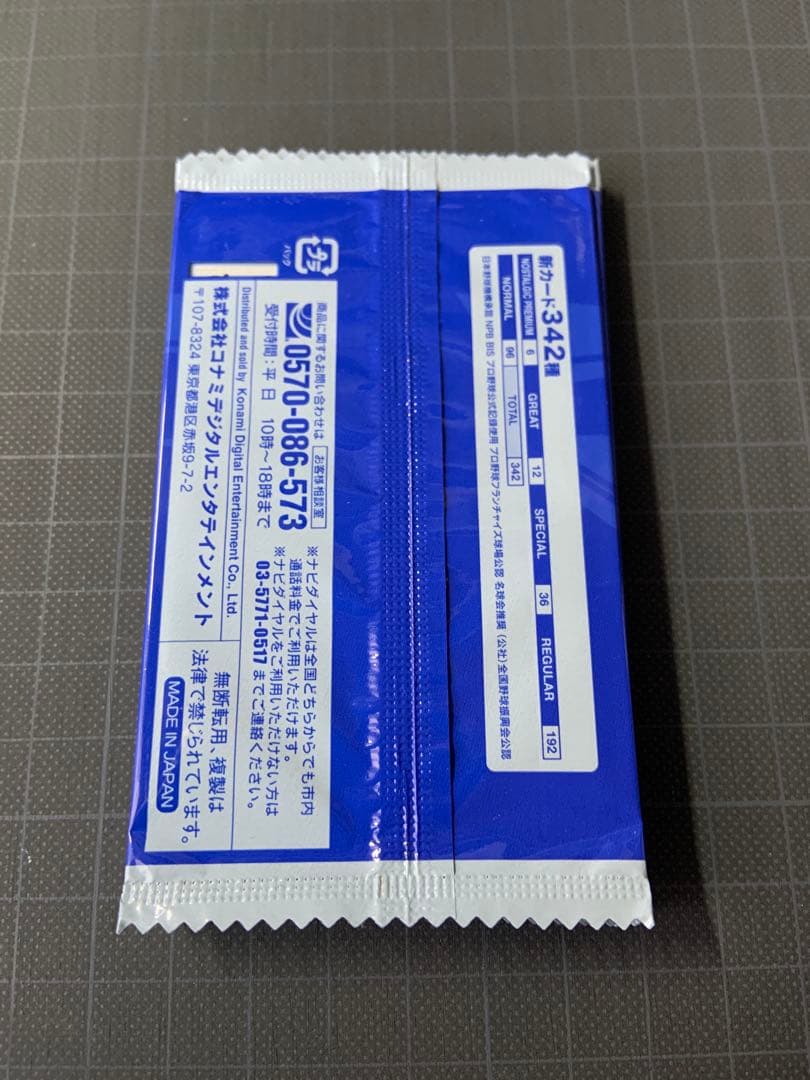 新カード342種
NOSTALGIC PREMIUM 6 GREAT 12 SPECIAL 36 REGULAR 192
NORMAL 96 TOTAL 342
日本野球機構承認 NPB BIS プロ野球公式記録使用 プロ野球フランチャイズ球場公認 名球会推奨 (公社)全国野球振興会公認
プラ
パック
商品に関するお問い合わせは お客様相談室
0570-086-573
受付時間:平日 10時～18時まで
※ナビダイヤルは全国どちらからでも市内
通話料金でご利用いただけます。
※ナビダイヤルをご利用いただけない方は
03-5771-0517までご連絡ください。
Distributed and sold by Konami Digital Entertainment Co., Ltd.
株式会社コナミデジタルエンタテインメント
〒107-8324 東京都港区赤坂9-7-2
無断転用、複製は
法律で禁じられています。
MADE IN JAPAN